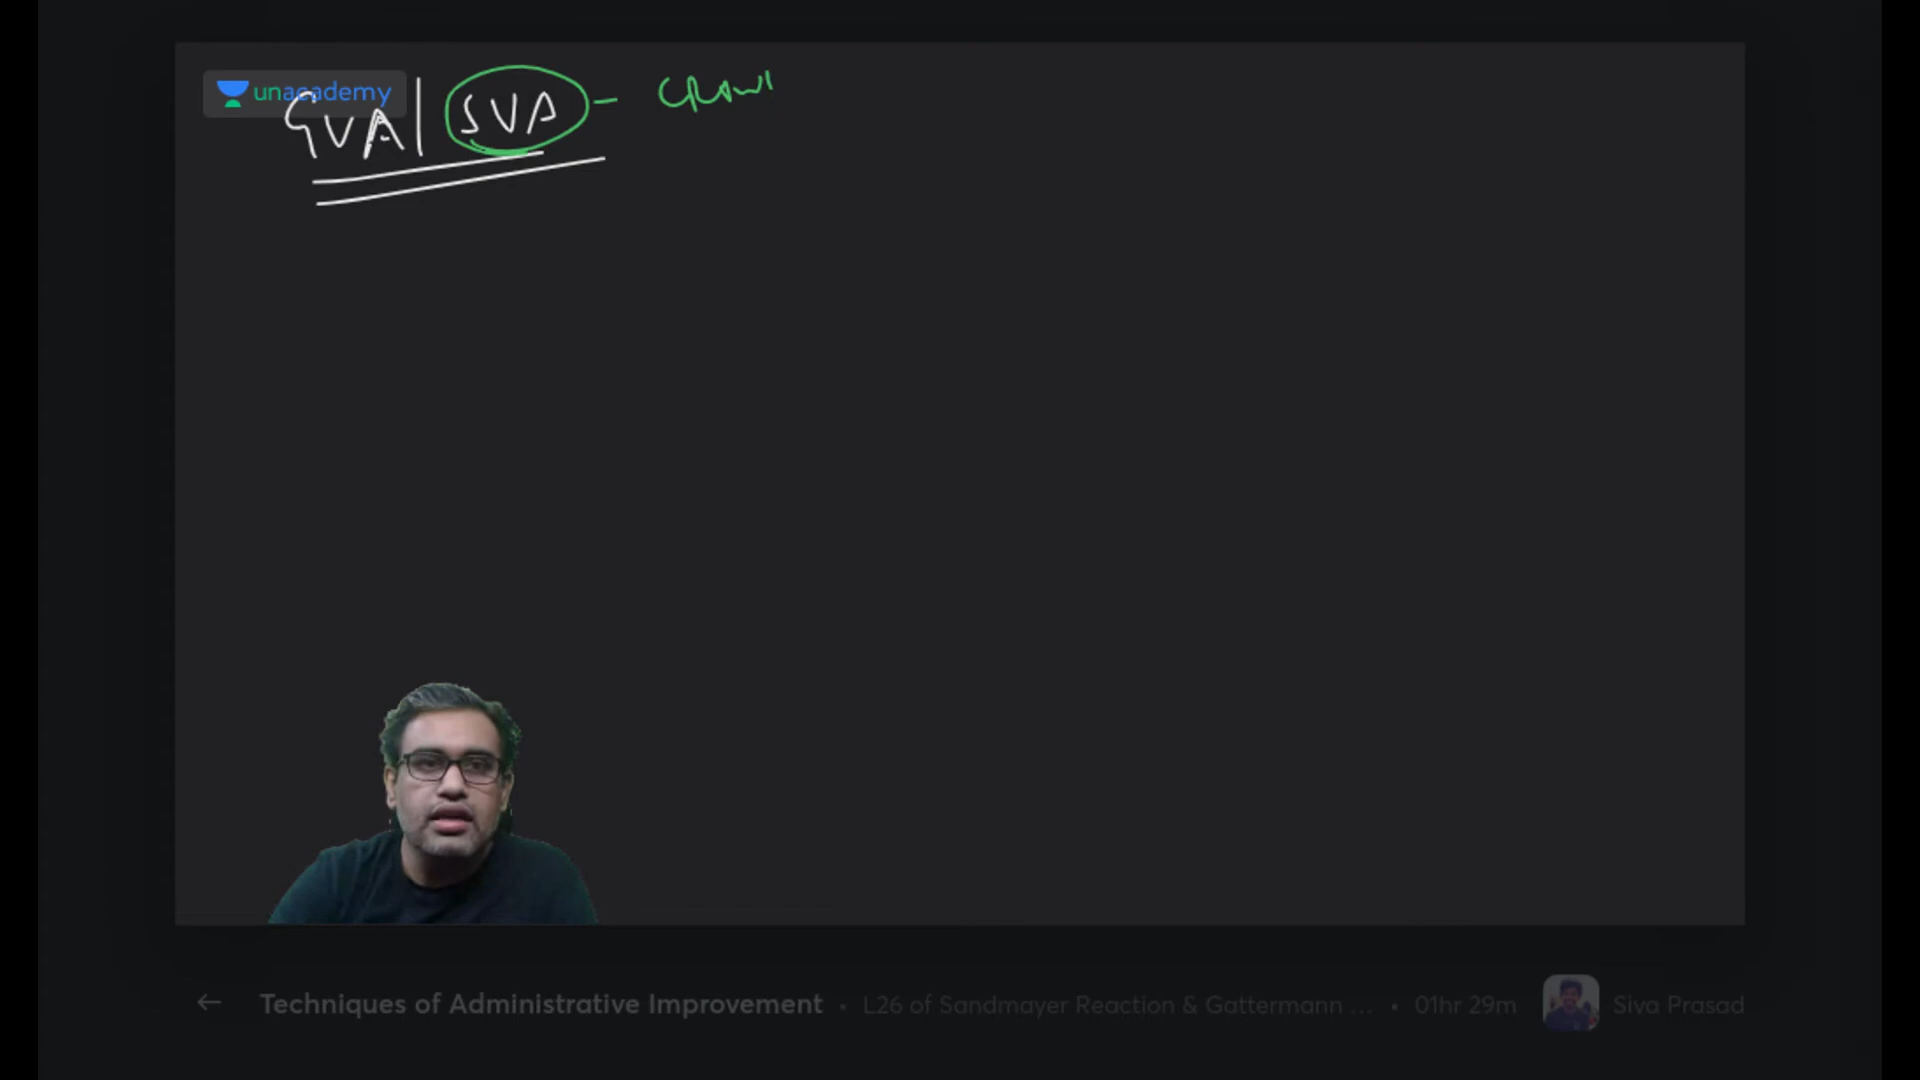 unacademy
GVA | SVA -
← Techniques of Administrative Improvement • L26 of Sandmayer Reaction & Gattermann ... • 01hr 29m Siva Prasad